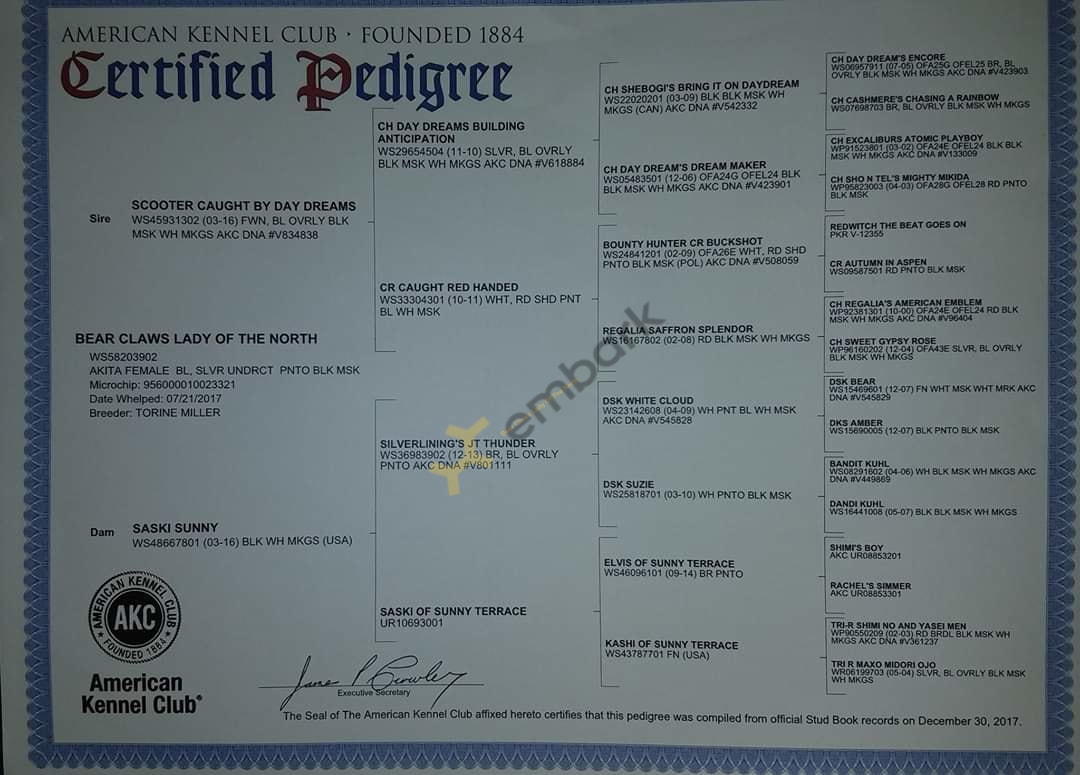 AMERICAN KENNEL CLUB · FOUNDED 1884
Certified Pedigree
Sire
SCOOTER CAUGHT BY DAY DREAMS
WS45931302 (03-16) FWN, BL OVRLY BLK
MSK WH MKGS AKC DNA #V834838
BEAR CLAWS LADY OF THE NORTH
WS58203902
AKITA FEMALE BL, SLVR UNDRCT PNTO BLK MSK
Microchip: 956000010023321
Date Whelped: 07/21/2017
Breeder: TORINE MILLER
Dam
SASKI SUNNY
WS48667801 (03-16) BLK WH MKGS (USA)
CH DAY DREAMS BUILDING
ANTICIPATION
WS29654504 (11-10) SLVR, BL OVRLY
BLK MSK WH MKGS AKC DNA #V618884
CR CAUGHT RED HANDED
WS33304301 (10-11) WHT, RD SHD PNT
BL WH MSK
SILVERLINING'S JT THUNDER
WS36983902 (12-13) BR, BL OVRLY
PNTO AKC DNA #V801111
SASKI OF SUNNY TERRACE
UR10693001
CH SHEBOGI'S BRING IT ON DAYDREAM
WS22020201 (03-09) BLK BLK MSK WH
MKGS (CAN) AKC DNA #V542332
CH DAY DREAM'S DREAM MAKER
WS05483501 (12-06) OFA24G OFEL24 BLK
BLK MSK WH MKGS AKC DNA #V423901
BOUNTY HUNTER CR BUCKSHOT
WS24841201 (02-09) OFA26E WHT, RD SHD
PNTO BLK MSK (POL) AKC DNA #V508059
REGALIA SAFFRON SPLENDOR
WS16167802 (02-08) RD BLK MSK WH MKGS
DSK WHITE CLOUD
WS23142608 (04-09) WH PNT BL WH MSK
AKC DNA #V545828
DSK SUZIE
WS25818701 (03-10) WH PNTO BLK MSK
ELVIS OF SUNNY TERRACE
WS46096101 (09-14) BR PNTO
KASHI OF SUNNY TERRACE
WS43787701 FN (USA)
CH DAY DREAM'S ENCORE
WS06957911 (07-05) OFA25G OFEL25 BR, BL
OVRLY BLK MSK WH MKGS AKC DNA #V423903
CH CASHMERE'S CHASING A RAINBOW
WS07698703 BR, BL OVRLY BLK MSK WH MKGS
CH EXCALIBURS ATOMIC PLAYBOY
WP91523801 (03-02) OFA24E OFEL24 BLK BLK
MSK WH MKGS AKC DNA #V133009
CH SHO N TEL'S MIGHTY MIKIDA
WP95823003 (04-03) OFA28G OFEL28 RD PNTO
BLK MSK
REDWITCH THE BEAT GOES ON
PKR V-12355
CR AUTUMN IN ASPEN
WS09587501 RD PNTO BLK MSK
CH REGALIA'S AMERICAN EMBLEM
WP92381301 (10-00) OFA24E OFEL24 RD BLK
MSK WH MKGS AKC DNA #V96404
CH SWEET GYPSY ROSE
WP96160202 (12-04) OFA43E SLVR, BL OVRLY
BLK MSK WH MKGS
DSK BEAR
WS15469601 (12-07) FN WHT MSK WHT MRK AKC
DNA #V545829
DKS AMBER
WS15690005 (12-07) BLK PNTO BLK MSK
BANDIT KUHL
WS08291602 (04-06) WH BLK MSK WH MKGS AKC
DNA #V449869
DANDI KUHL
WS16441008 (05-07) BLK BLK MSK WH MKGS
SHIMI'S BOY
AKC UR08853201
RACHEL'S SIMMER
AKC UR08853301
TRI-R SHIMI NO AND YASEI MEN
WP90550209 (02-03) RD BRDL BLK MSK WH
MKGS AKC DNA #V361237
TRI R MAXO MIDORI OJO
WR06199703 (05-04) SLVR, BL OVRLY BLK MSK
WH MKGS
embark
AMERICAN KENNEL CLUB
AKC
FOUNDED 1884
American
Kennel Club®
James P Crowley
Executive Secretary
The Seal of The American Kennel Club affixed hereto certifies that this pedigree was compiled from official Stud Book records on December 30, 2017.